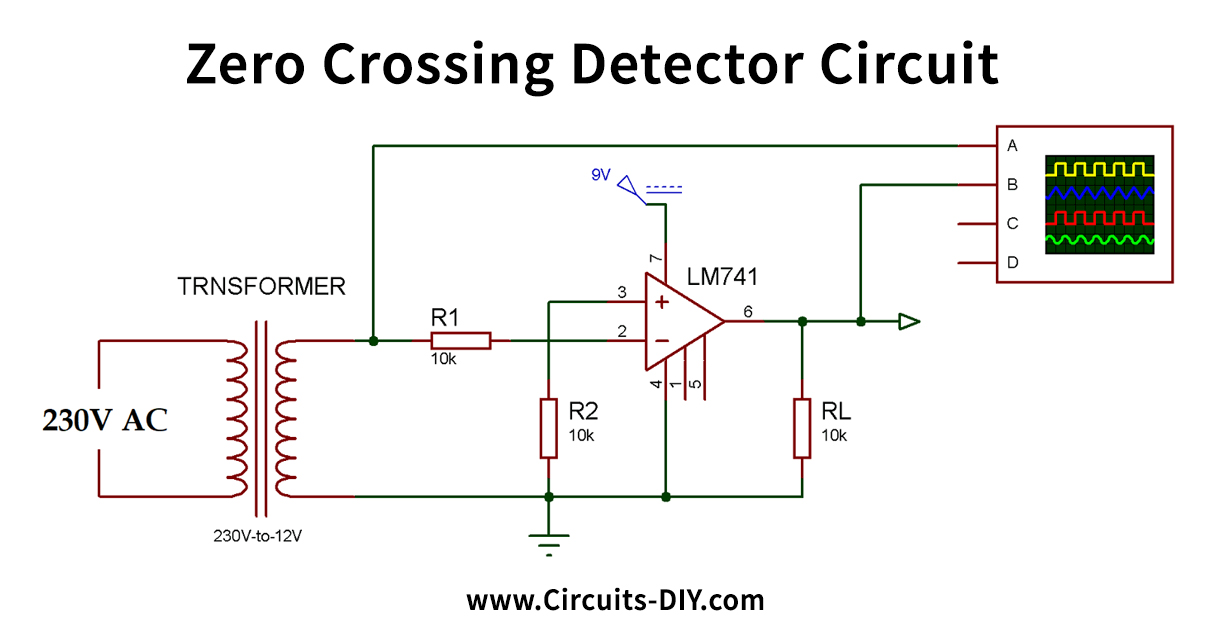 Zero Crossing Detector Circuit
A
9V
B
C
D
7
LM741
TRNSFORMER
3
+
6
R1
2
−
10k
4
1
5
230V AC
R2
10k
RL
10k
230V-to-12V
www.Circuits-DIY.com